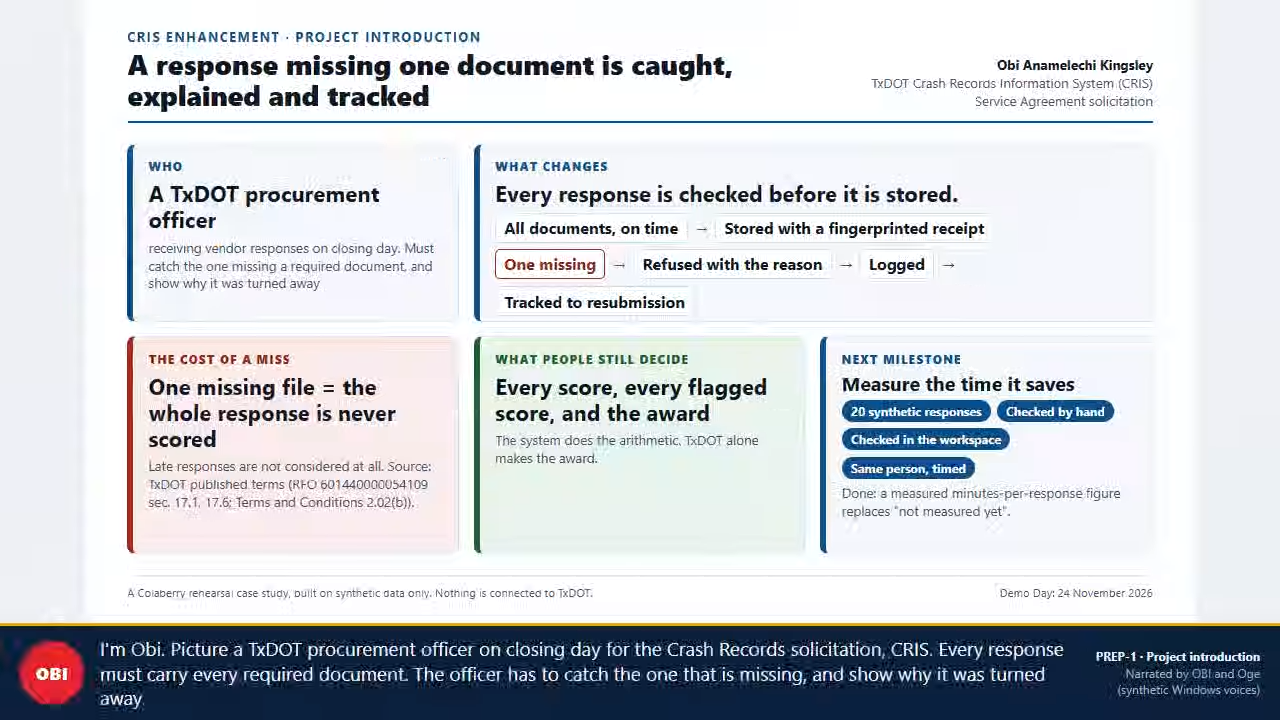 CRIS ENHANCEMENT · PROJECT INTRODUCTION
A response missing one document is caught,
explained and tracked
Obi Anamelechi Kingsley
TxDOT Crash Records Information System (CRIS)
Service Agreement solicitation
WHO
A TxDOT procurement
officer
receiving vendor responses on closing day. Must
catch the one missing a required document, and
show why it was turned away
WHAT CHANGES
Every response is checked before it is stored.
All documents, on time → Stored with a fingerprinted receipt
One missing → Refused with the reason → Logged →
Tracked to resubmission
THE COST OF A MISS
One missing file = the
whole response is never
scored
Late responses are not considered at all. Source:
TxDOT published terms (RFO 601440000054109
sec. 17.1, 17.6; Terms and Conditions 2.02(b)).
WHAT PEOPLE STILL DECIDE
Every score, every flagged
score, and the award
The system does the arithmetic. TxDOT alone
makes the award.
NEXT MILESTONE
Measure the time it saves
20 synthetic responses Checked by hand
Checked in the workspace
Same person, timed
Done: a measured minutes-per-response figure
replaces "not measured yet".
A Colaberry rehearsal case study, built on synthetic data only. Nothing is connected to TxDOT.
Demo Day: 24 November 2026
OBI
I'm Obi. Picture a TxDOT procurement officer on closing day for the Crash Records solicitation, CRIS. Every response
must carry every required document. The officer has to catch the one that is missing, and show why it was turned
away.
PREP-1 · Project introduction
Narrated by OBI and Oge
(synthetic Windows voices)